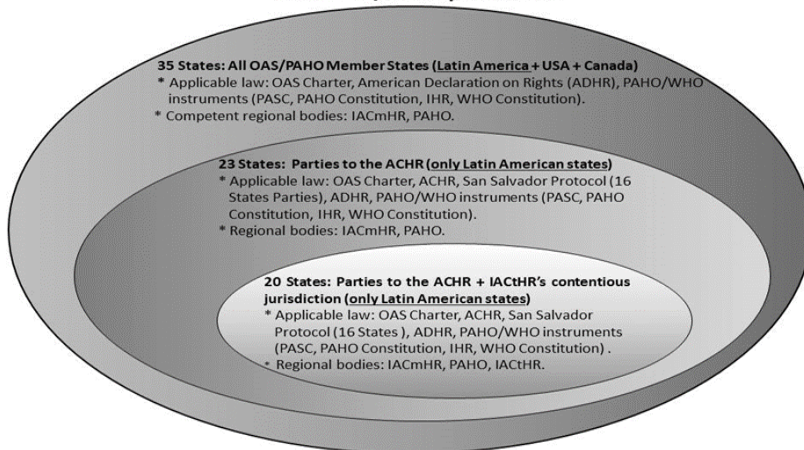 35 States: All OAS/PAHO Member States (Latin America + USA + Canada)
* Applicable law: OAS Charter, American Declaration on Rights (ADHR), PAHO/WHO
instruments (PASC, PAHO Constitution, IHR, WHO Constitution).
* Competent regional bodies: IACmHR, PAHO.
23 States: Parties to the ACHR (only Latin American states)
* Applicable law: OAS Charter, ACHR, San Salvador Protocol (16
States Parties), ADHR, PAHO/WHO instruments (PASC, PAHO
Constitution, IHR, WHO Constitution).
* Regional bodies: IACmHR, PAHO.
20 States: Parties to the ACHR + IACtHR's contentious
jurisdiction (only Latin American states)
* Applicable law: OAS Charter, ACHR, San Salvador
Protocol (16 States ), ADHR, PAHO/WHO instruments
(PASC, PAHO Constitution, IHR, WHO Constitution) .
* Regional bodies: IACmHR, PAHO, IACtHR.